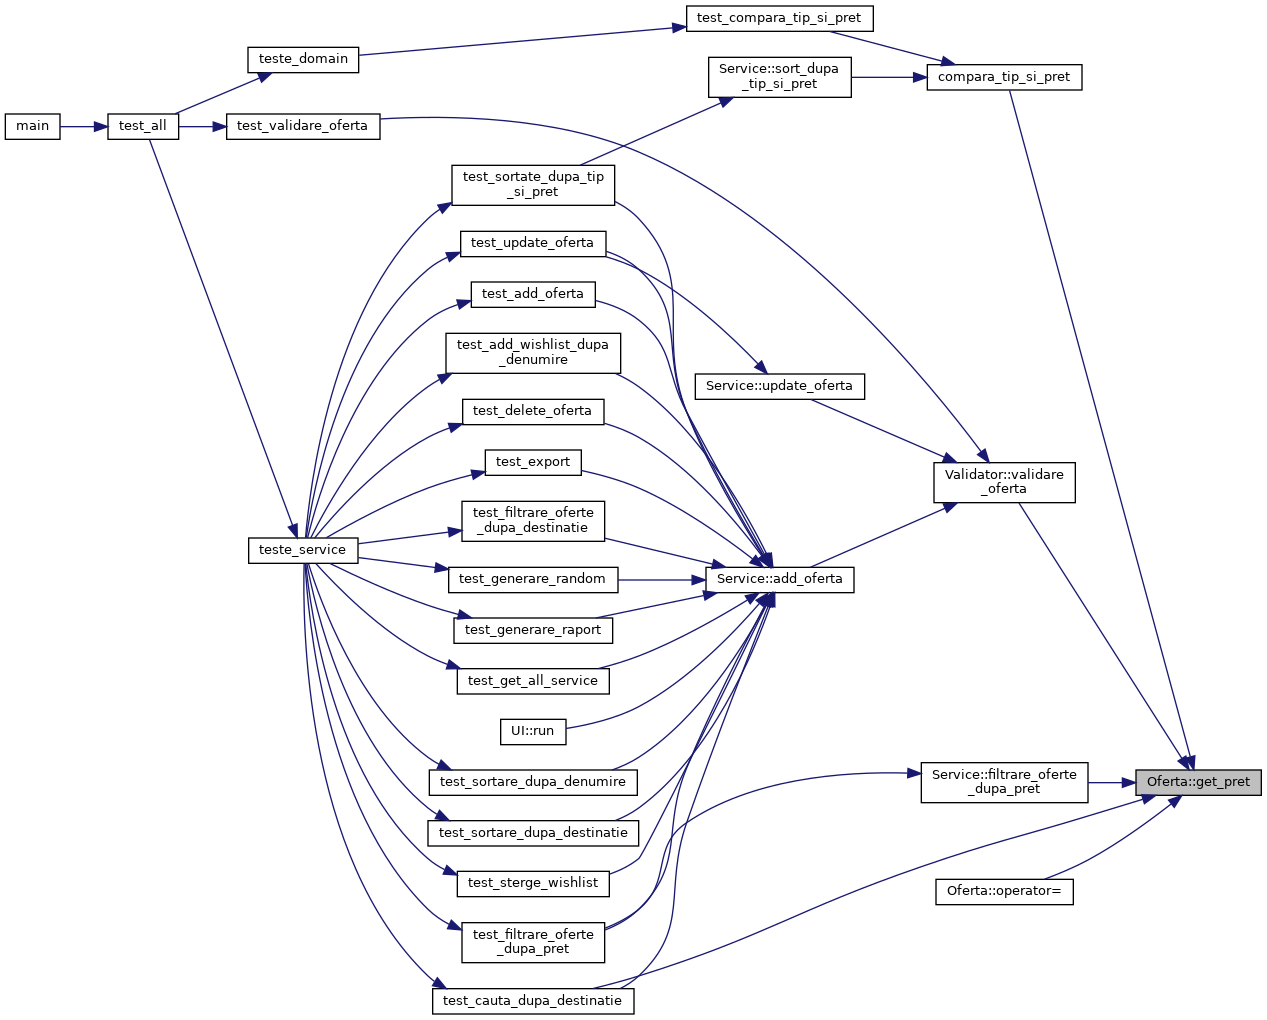 test_compara_tip_si_pret
teste_domain
Service::sort_dupa
_tip_si_pret
compara_tip_si_pret
main
test_all
test_validare_oferta
test_sortate_dupa_tip
_si_pret
test_update_oferta
test_add_oferta
test_add_wishlist_dupa
_denumire
Service::update_oferta
test_delete_oferta
test_export
Validator::validare
_oferta
test_filtrare_oferte
_dupa_destinatie
teste_service
test_generare_random
Service::add_oferta
test_generare_raport
test_get_all_service
UI::run
test_sortare_dupa_denumire
Service::filtrare_oferte
_dupa_pret
Oferta::get_pret
test_sortare_dupa_destinatie
test_sterge_wishlist
Oferta::operator=
test_filtrare_oferte
_dupa_pret
test_cauta_dupa_destinatie